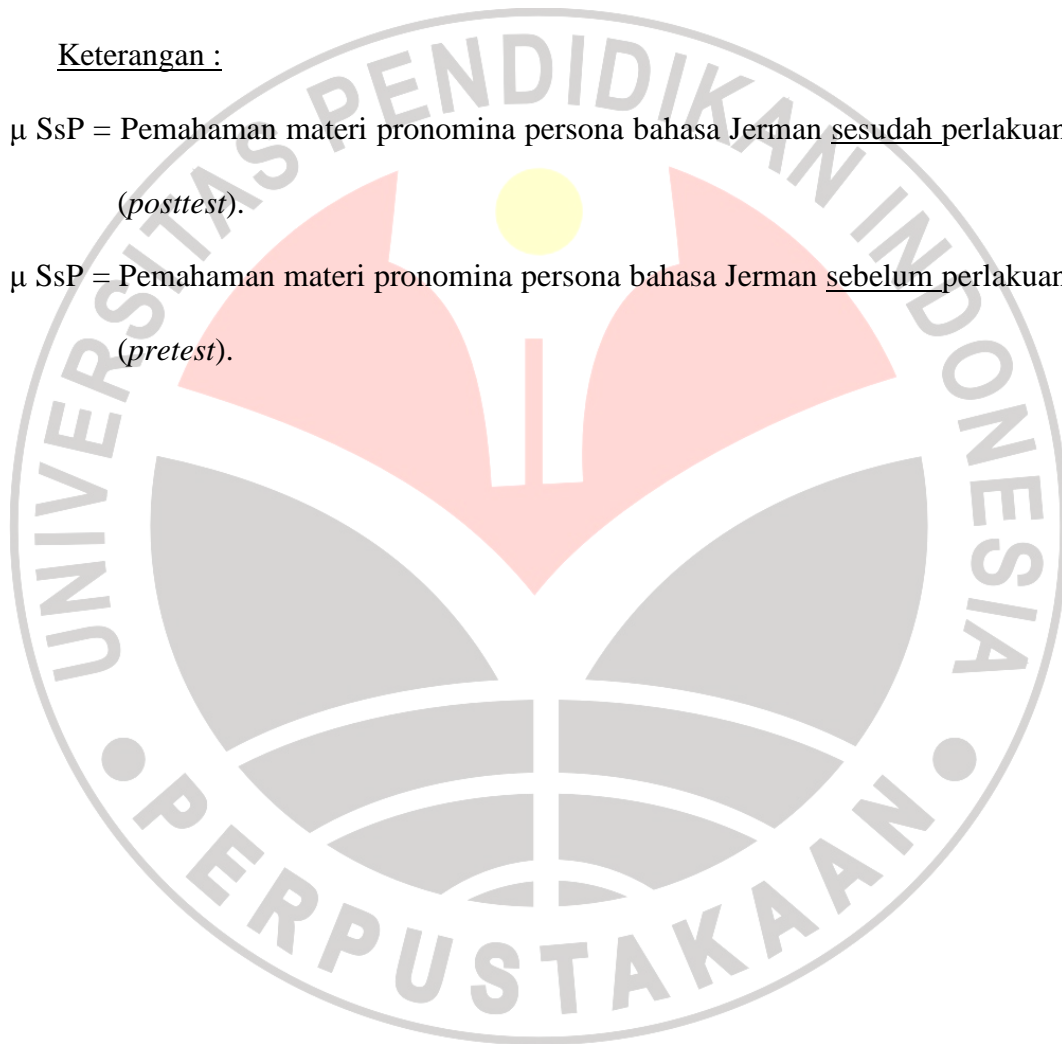 Keterangan :
μ SsP = Pemahaman materi pronomina persona bahasa Jerman sesudah perlakuan
(posttest).
μ SsP = Pemahaman materi pronomina persona bahasa Jerman sebelum perlakuan
(pretest).
UNIVERSITAS PENDIDIKAN INDONESIA
PERPUSTAKAAN